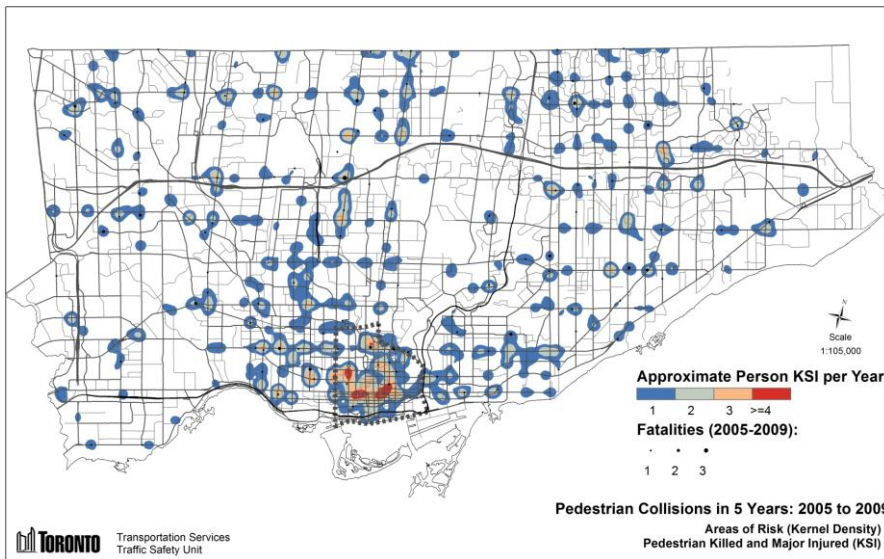 N
Scale
1:105,000
Approximate Person KSI per Year
1 2 3 >=4
Fatalities (2005-2009):
1 2 3
Pedestrian Collisions in 5 Years: 2005 to 2009
Areas of Risk (Kernel Density)
Pedestrian Killed and Major Injured (KSI)
TORONTO
Transportation Services
Traffic Safety Unit